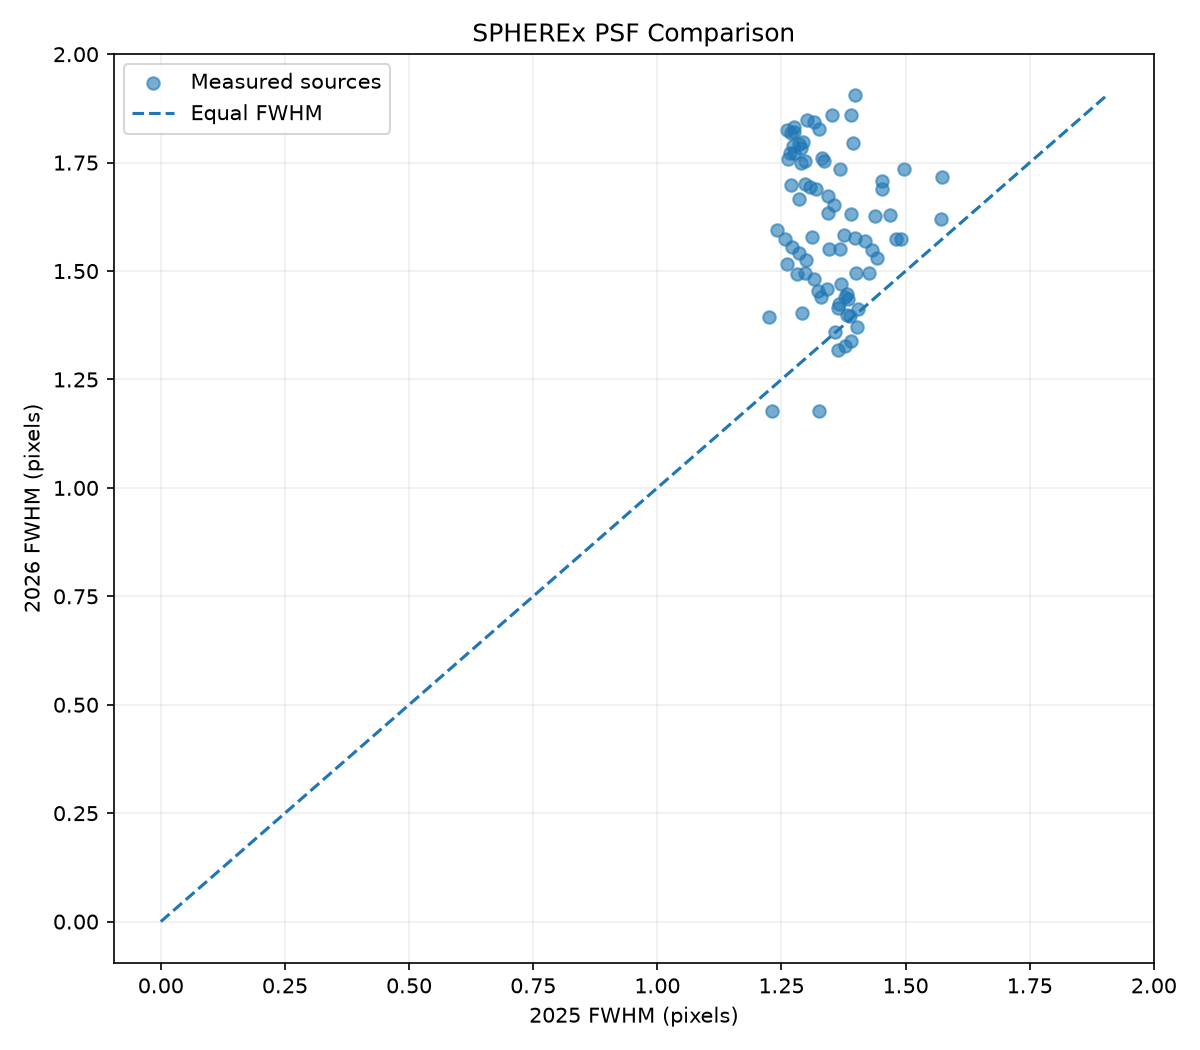 SPHEREx PSF Comparison
Measured sources
Equal FWHM
2026 FWHM (pixels)
2.00
1.75
1.50
1.25
1.00
0.75
0.50
0.25
0.00
0.00 0.25 0.50 0.75 1.00 1.25 1.50 1.75 2.00
2025 FWHM (pixels)